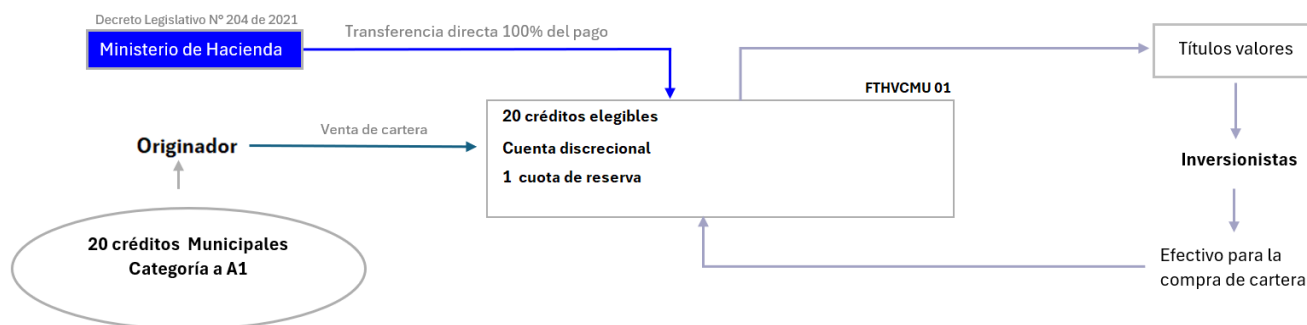 Decreto Legislativo N° 204 de 2021
Ministerio de Hacienda
Transferencia directa 100% del pago
Títulos valores
FTHVCMU 01
20 créditos elegibles
Cuenta discrecional
1 cuota de reserva
Venta de cartera
Originador
Inversionistas
20 créditos Municipales
Categoría a A1
Efectivo para la
compra de cartera